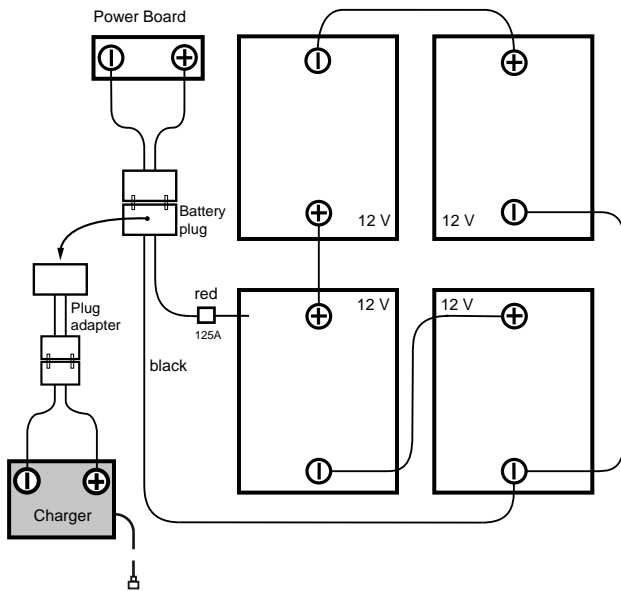 Power Board
Battery
plug
12 V
12 V
Plug
adapter
red
125A
12 V
12 V
black
Charger